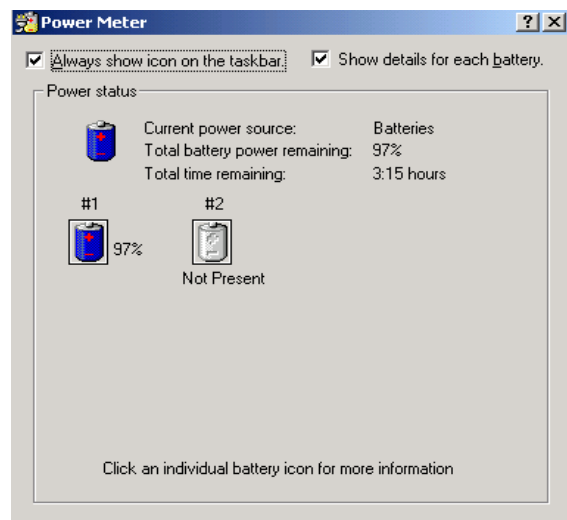 Power Meter
Always show icon on the taskbar. Show details for each battery.
Power status
Current power source: Batteries
Total battery power remaining: 97%
Total time remaining: 3:15 hours
#1 #2
97%
Not Present
Click an individual battery icon for more information